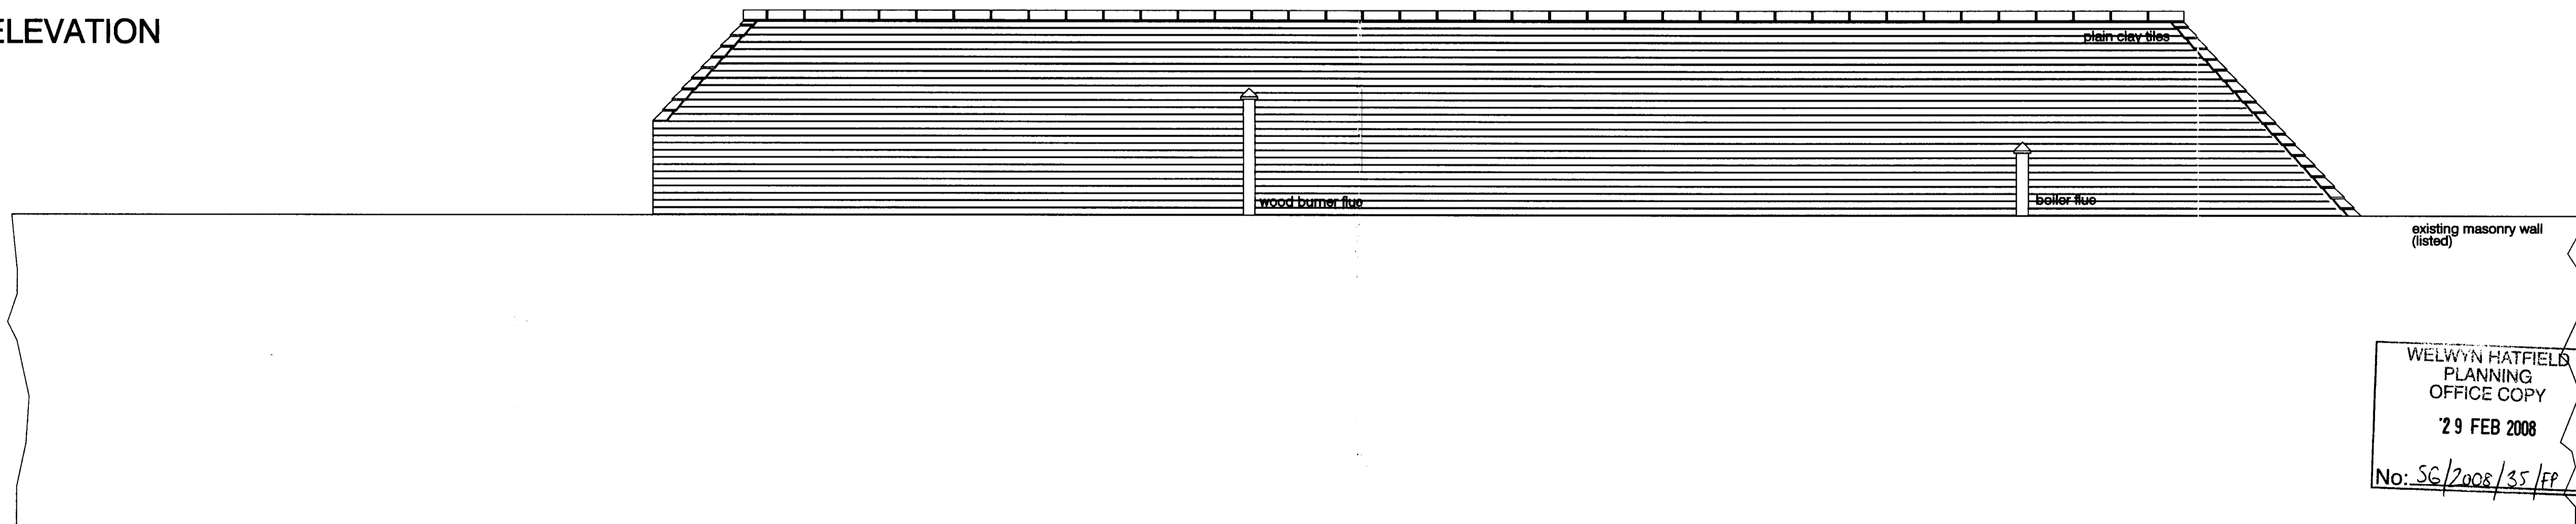 ELEVATION
plain clay tiles
wood burner flue
boiler flue
existing masonry wall
(listed)
WELWYN HATFIELD
PLANNING
OFFICE COPY
29 FEB 2008
No: S6/2008/35/FP